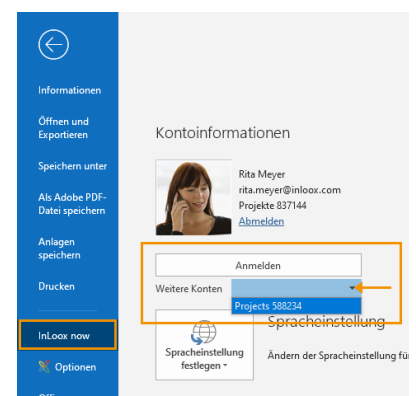 Informationen
Öffnen und
Exportieren
Speichern unter
Als Adobe PDF-
Datei speichern
Anlagen
speichern
Drucken
InLoox now
Optionen
Kontoinformationen
Rita Meyer
rita.meyer@inloox.com
Projekte 837144
Abmelden
Anmelden
Weitere Konten
Projects 588234
Spracheinstellung
Spracheinstellung
festlegen
Ändern der Spracheinstellung fü